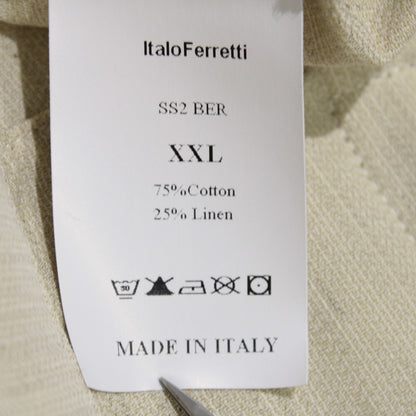 ItaloFerretti
SS2 BER
XXL
75%Cotton
25% Linen
MADE IN ITALY